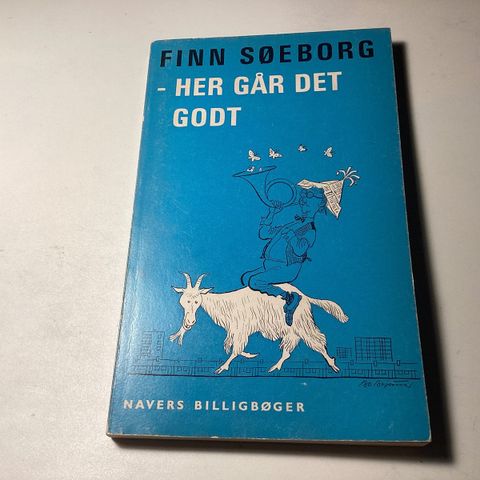 FINN SØEBORG
- HER GÅR DET
GODT
NAVERS BILLIGBØGER